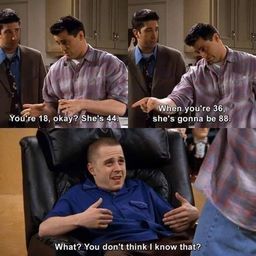 You're 18, okay? She's 44.
When you're 36,
she's gonna be 88.
What? You don't think I know that?